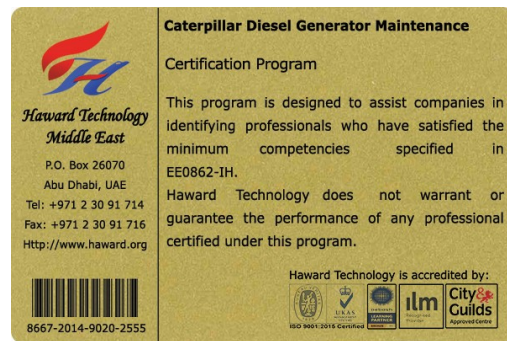 Haward Technology
Middle East
P.O. Box 26070
Abu Dhabi, UAE
Tel: +971 2 30 91 714
Fax: +971 2 30 91 716
Http://www.haward.org
8667-2014-9020-2555
Caterpillar Diesel Generator Maintenance
Certification Program
This program is designed to assist companies in
identifying professionals who have satisfied the
minimum competencies specified in
EE0862-IH.
Haward Technology does not warrant or
guarantee the performance of any professional
certified under this program.
Haward Technology is accredited by:
ISO 9001:2015 Certified
UKAS
ilm
City&
Guilds
Approved Centre